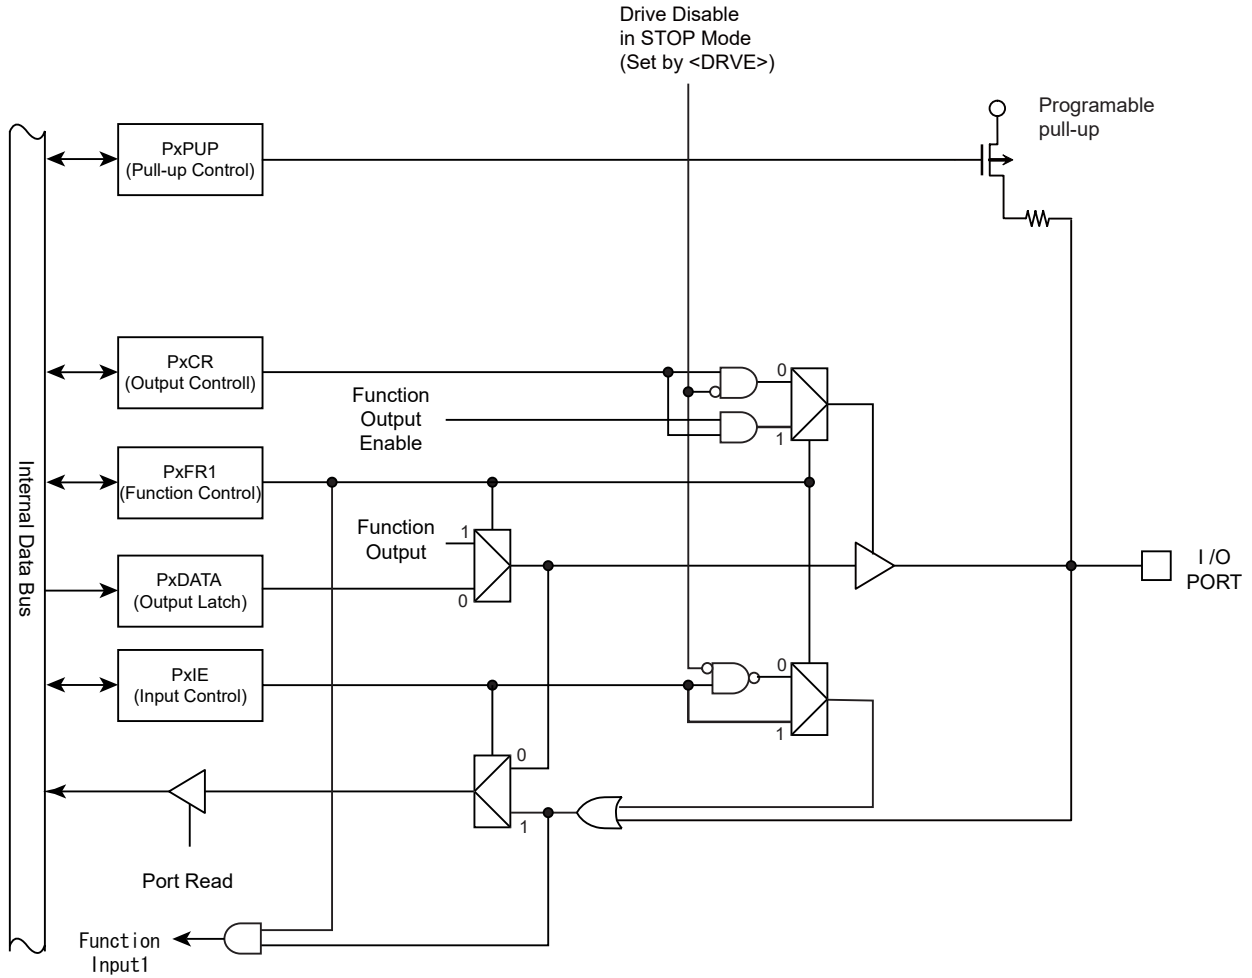 Drive Disable
in STOP Mode
(Set by <DRVE>)
Programable
pull-up
PxPUP
(Pull-up Control)
PxCR
(Output Controll)
0
Function
Output
Enable
1
PxFR1
(Function Control)
Internal Data Bus
Function
Output
1
PxDATA
(Output Latch)
0
I /O
PORT
PxIE
(Input Control)
0
1
0
1
Port Read
Function
Input1